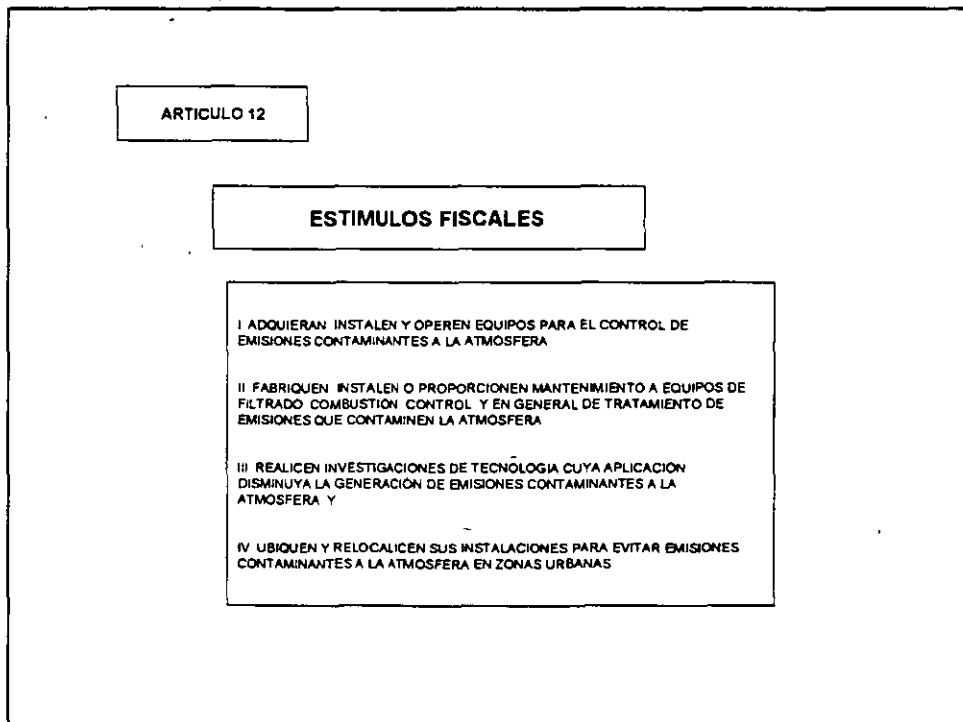 ARTICULO 12
ESTIMULOS FISCALES
I ADQUIERAN INSTALEN Y OPEREN EQUIPOS PARA EL CONTROL DE
EMISIONES CONTAMINANTES A LA ATMOSFERA
II FABRIQUEN INSTALEN O PROPORCIONEN MANTENIMIENTO A EQUIPOS DE
FILTRADO COMBUSTION CONTROL Y EN GENERAL DE TRATAMIENTO DE
EMISIONES QUE CONTAMINEN LA ATMOSFERA
III REALICEN INVESTIGACIONES DE TECNOLOGIA CUYA APLICACIÓN
DISMINUYA LA GENERACIÓN DE EMISIONES CONTAMINANTES A LA
ATMOSFERA Y
IV UBIQUEN Y RELOCALICEN SUS INSTALACIONES PARA EVITAR EMISIONES
CONTAMINANTES A LA ATMOSFERA EN ZONAS URBANAS